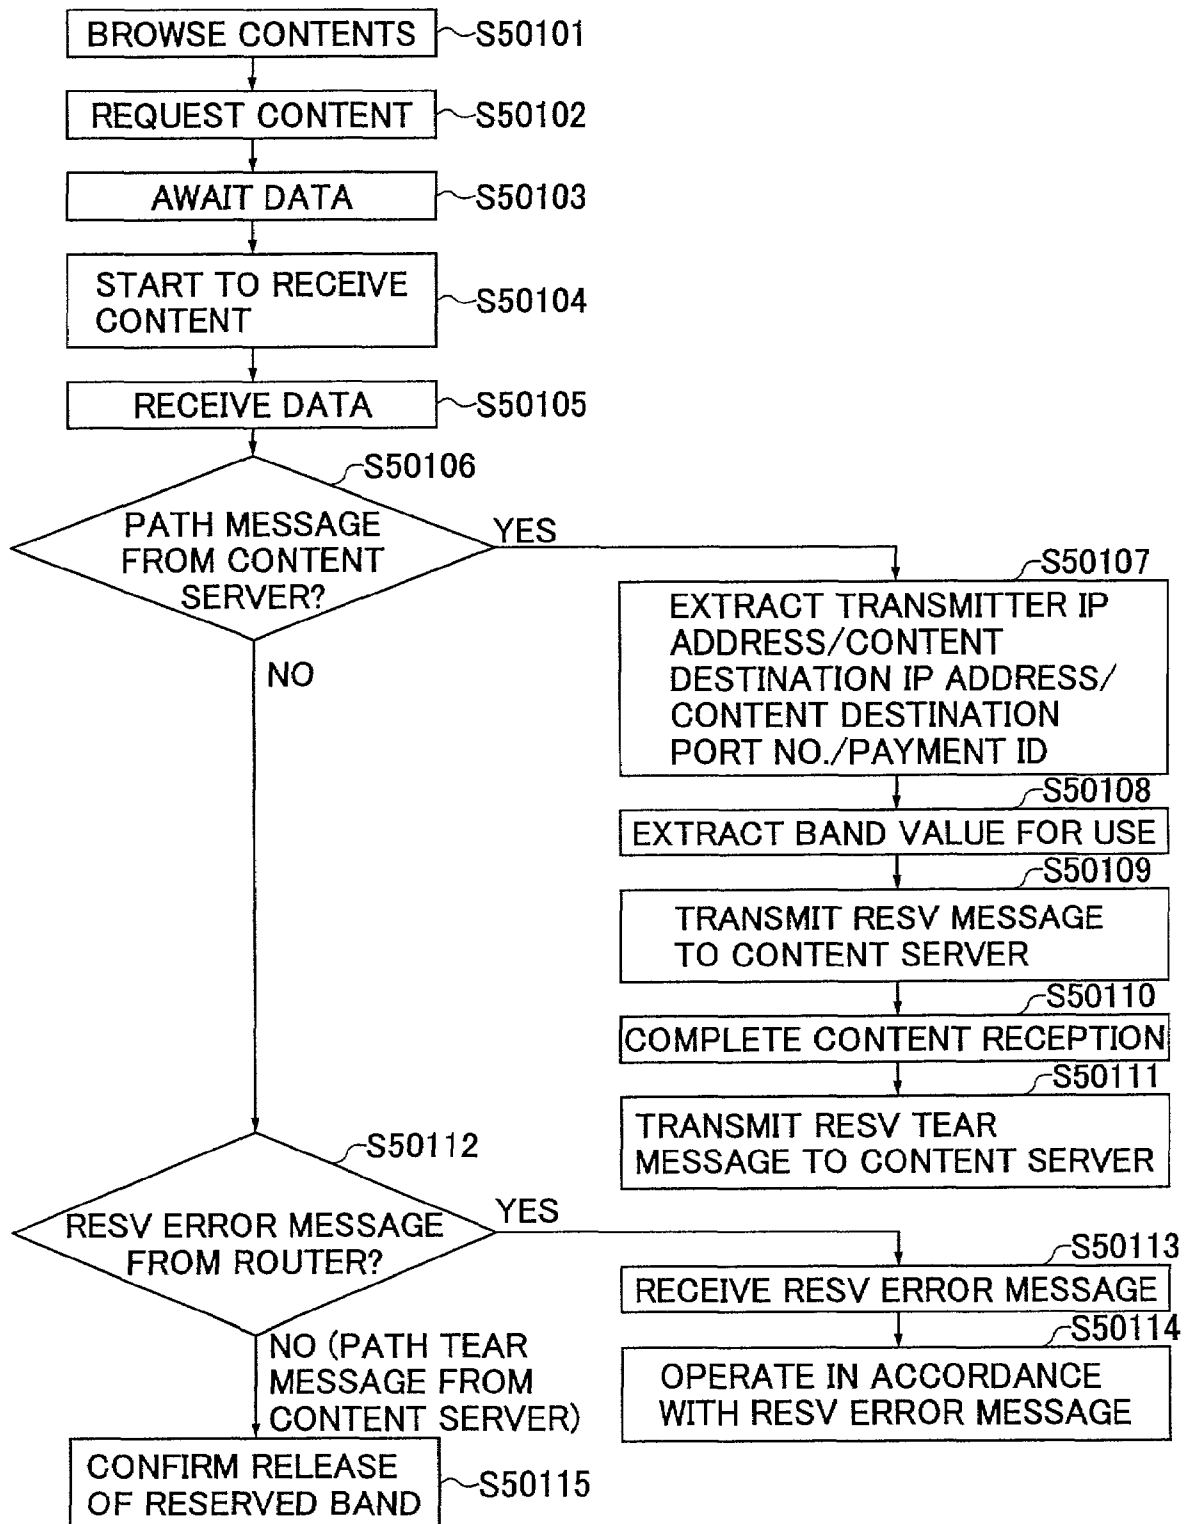 BROWSE CONTENTS
S50101
REQUEST CONTENT
S50102
AWAIT DATA
S50103
START TO RECEIVE
CONTENT
S50104
RECEIVE DATA
S50105
S50106
PATH MESSAGE
FROM CONTENT
SERVER?
YES
NO
S50107
EXTRACT TRANSMITTER IP
ADDRESS/CONTENT
DESTINATION IP ADDRESS/
CONTENT DESTINATION
PORT NO./PAYMENT ID
S50108
EXTRACT BAND VALUE FOR USE
S50109
TRANSMIT RESV MESSAGE
TO CONTENT SERVER
S50110
COMPLETE CONTENT RECEPTION
S50111
TRANSMIT RESV TEAR
MESSAGE TO CONTENT SERVER
S50112
RESV ERROR MESSAGE
FROM ROUTER?
YES
S50113
RECEIVE RESV ERROR MESSAGE
S50114
OPERATE IN ACCORDANCE
WITH RESV ERROR MESSAGE
NO (PATH TEAR
MESSAGE FROM
CONTENT SERVER)
CONFIRM RELEASE
OF RESERVED BAND
S50115